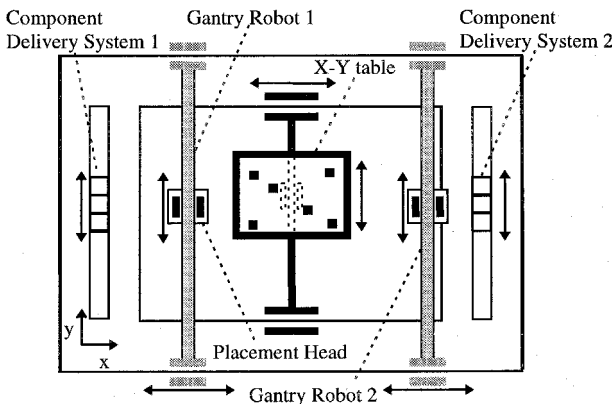 Component
Delivery System 1
Gantry Robot 1
X-Y table
Component
Delivery System 2
y
x
Placement Head
Gantry Robot 2